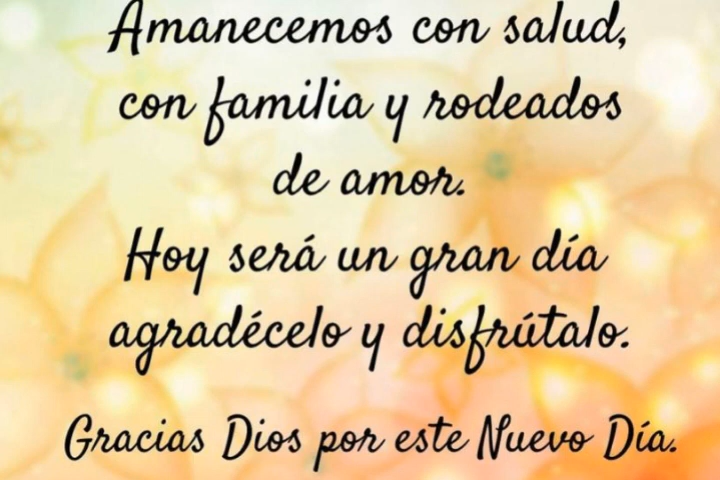 Amanecemos con salud,
con familia y rodeados
de amor.
Hoy será un gran día
agradécelo y disfrútalo.
Gracias Dios por este Nuevo Día.